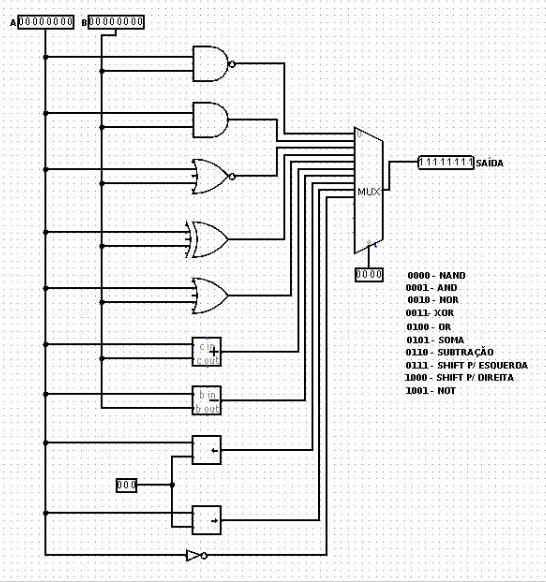 A 00000000 B 00000000
0
MUX
11111111 SAÍDA
0000
0000 - NAND
0001 - AND
0010 - NOR
0011- XOR
0100 - OR
0101 - SOMA
0110 - SUBTRAÇÃO
0111 - SHIFT P/ ESQUERDA
1000 - SHIFT P/ DIREITA
1001 - NOT
c in
+
c out
b in
b out
000